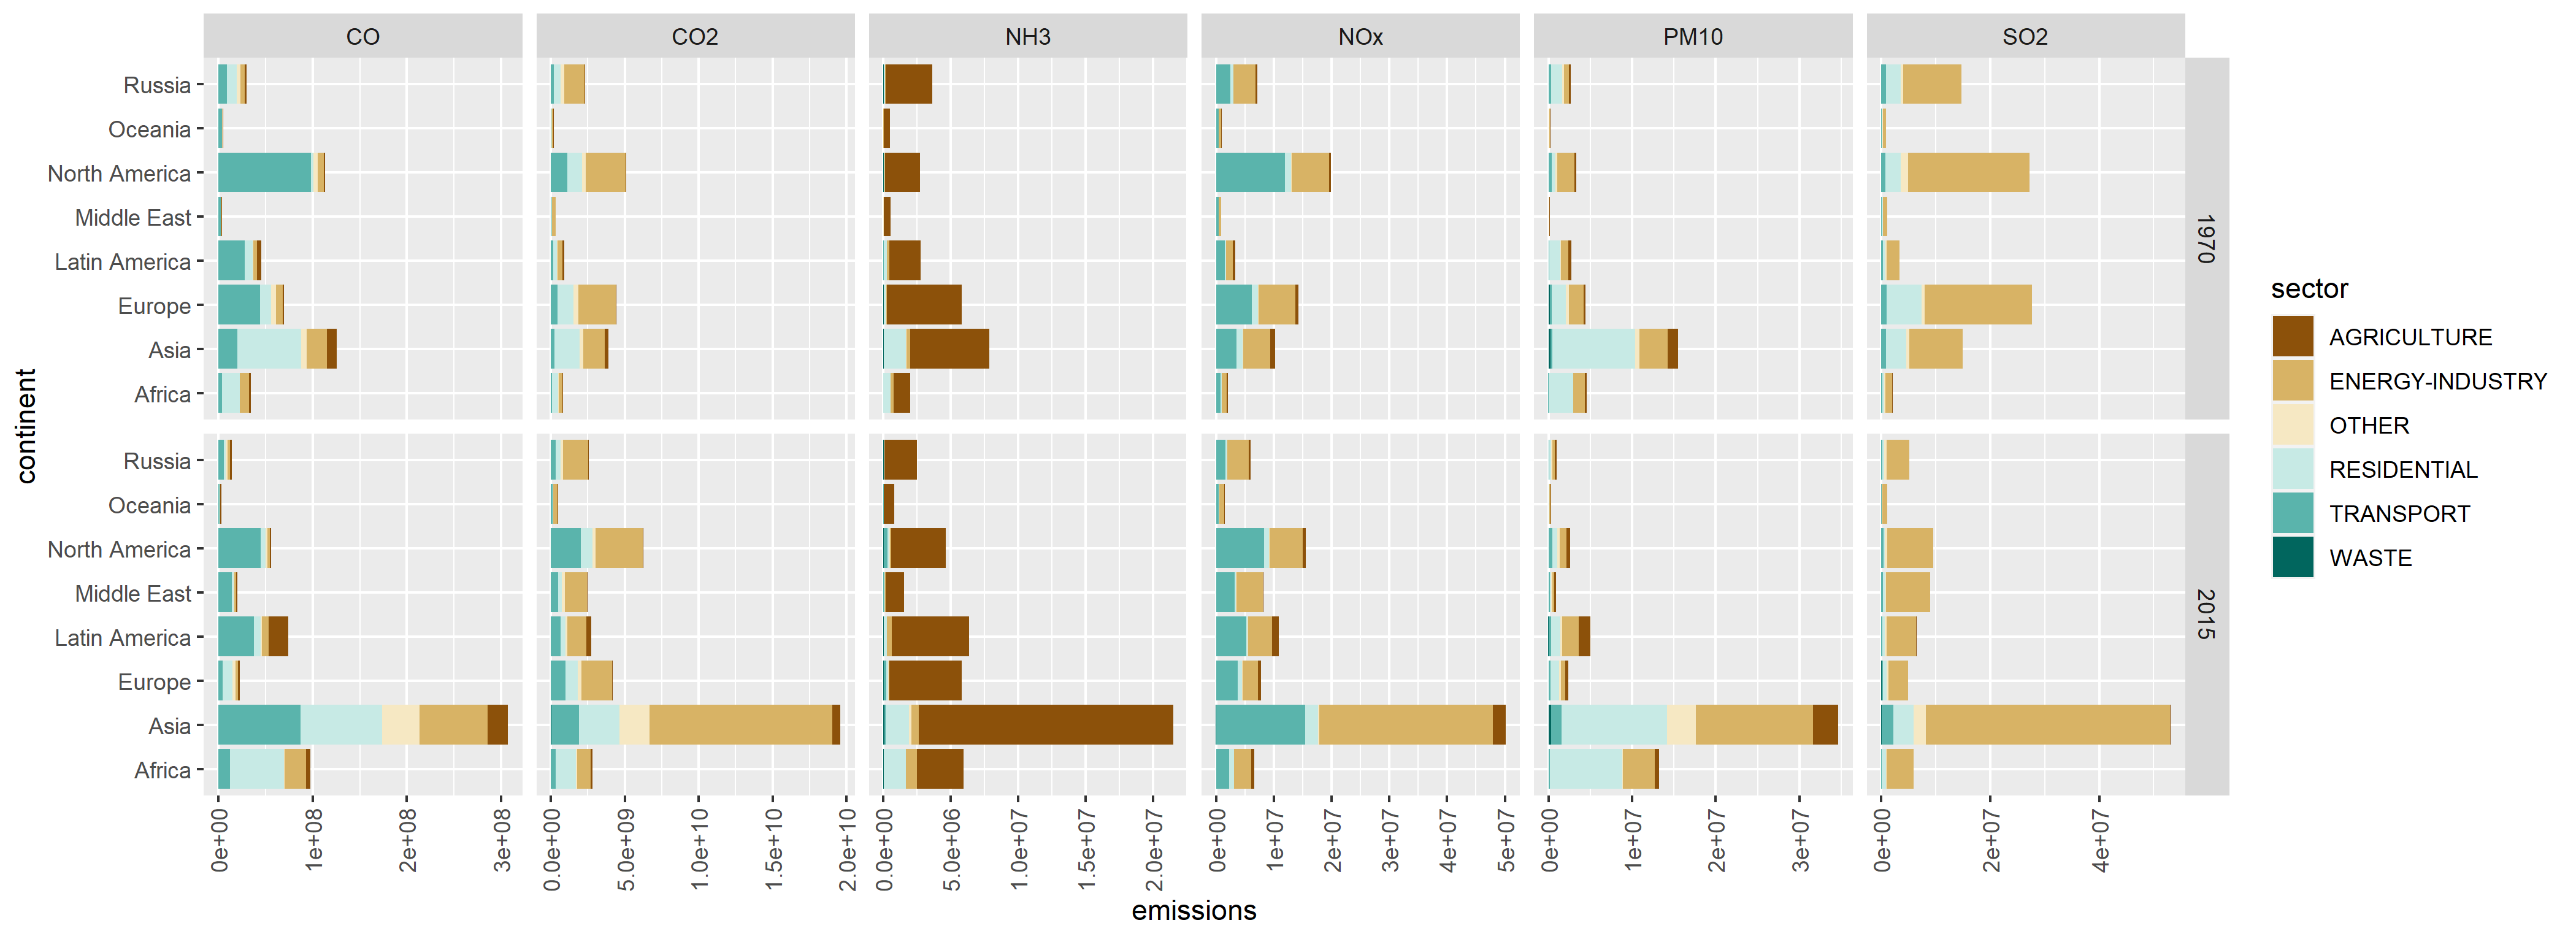 CO CO2 NH3 NOx PM10 SO2
Russia
Oceania
North America
Middle East
Latin America
Europe
Asia
Africa
1970
Russia
Oceania
North America
Middle East
Latin America
Europe
Asia
Africa
2015
continent
0e+00 1e+08 2e+08 3e+08 0.0e+00 5.0e+09 1.0e+10 1.5e+10 2.0e+10 0.0e+00 5.0e+06 1.0e+07 1.5e+07 2.0e+07 0e+00 1e+07 2e+07 3e+07 4e+07 5e+07 0e+00 1e+07 2e+07 3e+07 0e+00 2e+07 4e+07
emissions
sector
AGRICULTURE
ENERGY-INDUSTRY
OTHER
RESIDENTIAL
TRANSPORT
WASTE